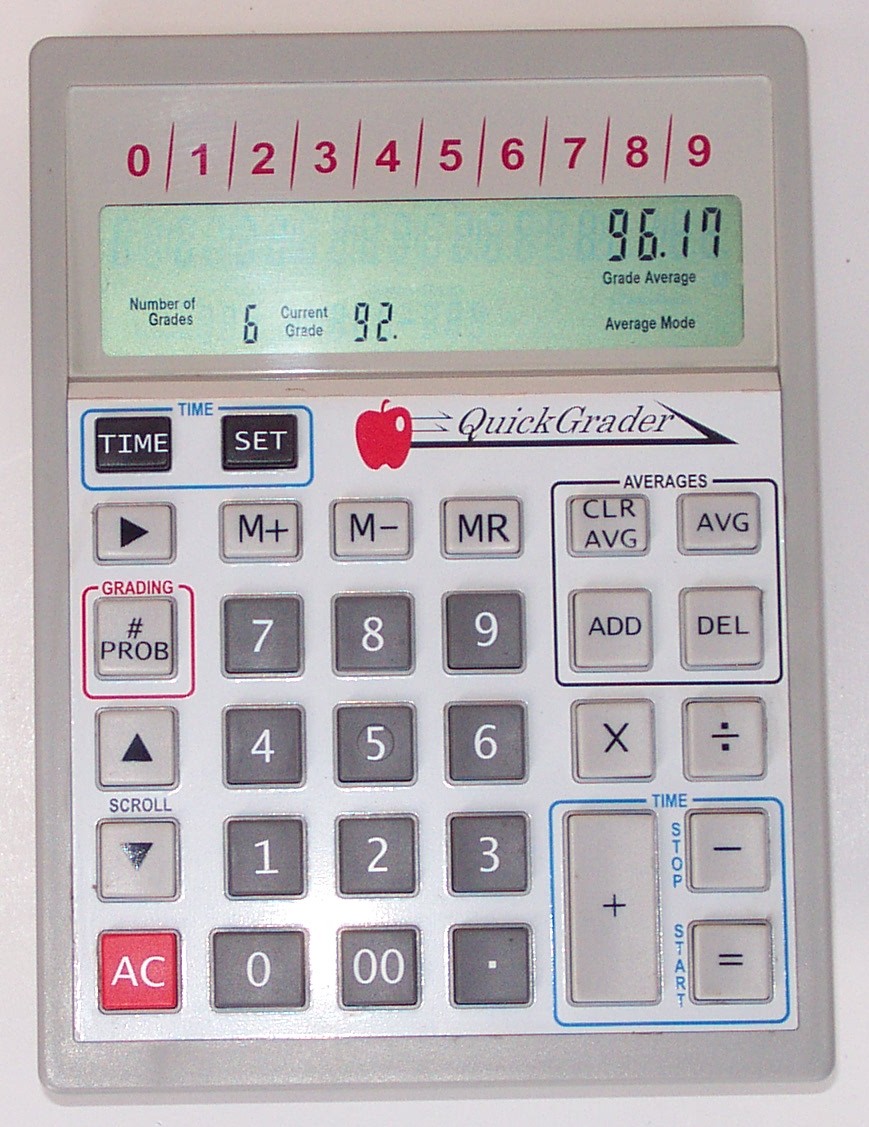 0 1 2 3 4 5 6 7 8 9
96.17
Grade Average
Number of
Grades
6
Current
Grade
92.
Average Mode
TIME
TIME SET
QuickGrader
AVERAGES
M+ M− MR
CLR
AVG
AVG
GRADING
#
PROB
7 8 9
ADD DEL
4 5 6
X ÷
SCROLL
TIME
1 2 3
+
STOP
−
AC 0 00 .
START
=